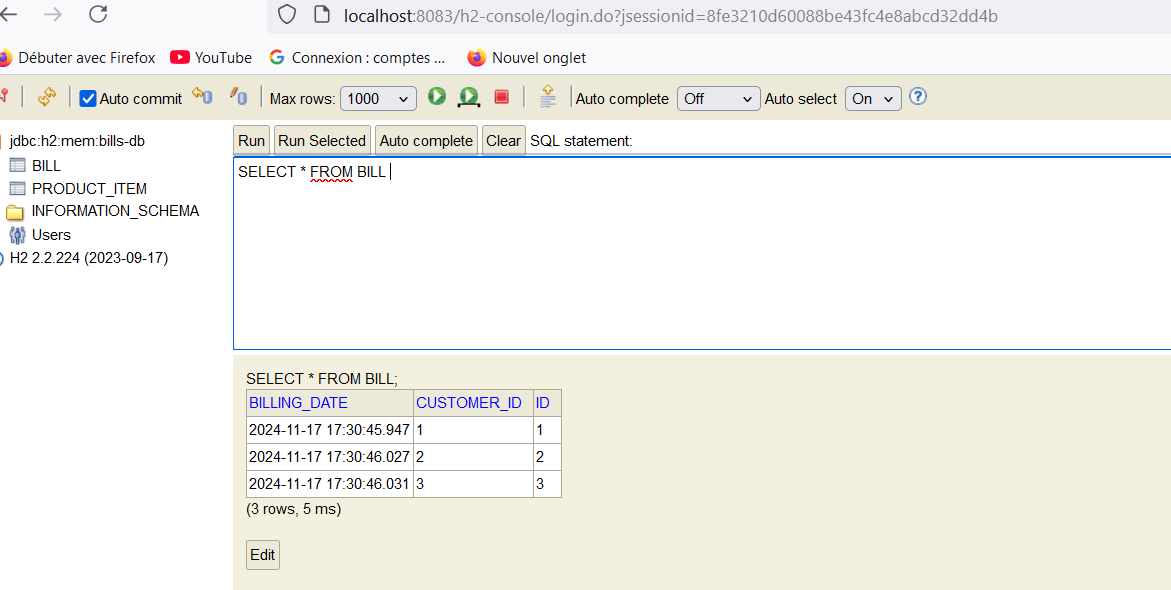 localhost:8083/h2-console/login.do?jsessionid=8fe3210d60088be43fc4e8abcd32dd4b
Débuter avec Firefox YouTube Connexion : comptes ... Nouvel onglet
Auto commit Max rows: 1000 Auto complete Off Auto select On
jdbc:h2:mem:bills-db
BILL
PRODUCT_ITEM
INFORMATION_SCHEMA
Users
H2 2.2.224 (2023-09-17)
Run Run Selected Auto complete Clear SQL statement:
SELECT * FROM BILL
SELECT * FROM BILL;
BILLING_DATE CUSTOMER_ID ID
2024-11-17 17:30:45.947 1 1
2024-11-17 17:30:46.027 2 2
2024-11-17 17:30:46.031 3 3
(3 rows, 5 ms)
Edit